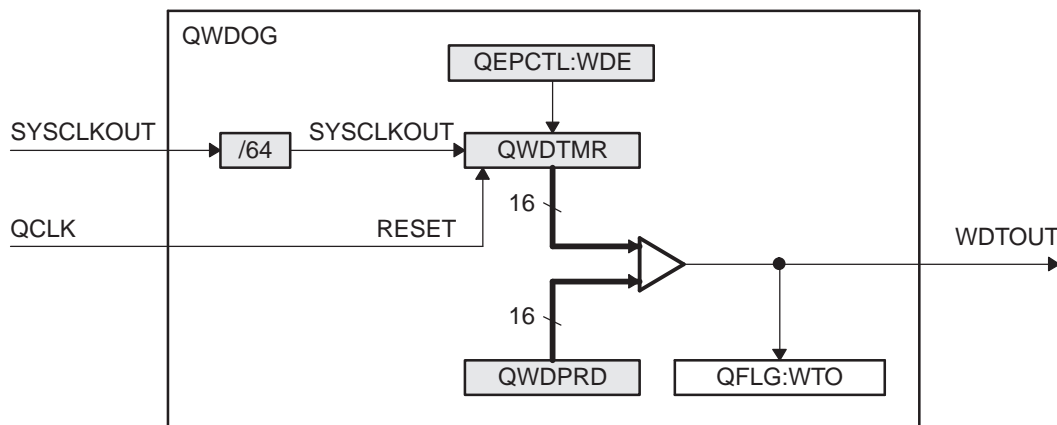 QWDOG
QEPCTL:WDE
SYSCLKOUT
/64
SYSCLKOUT
QWDTMR
16
QCLK
RESET
WDTOUT
16
QWDPRD
QFLG:WTO